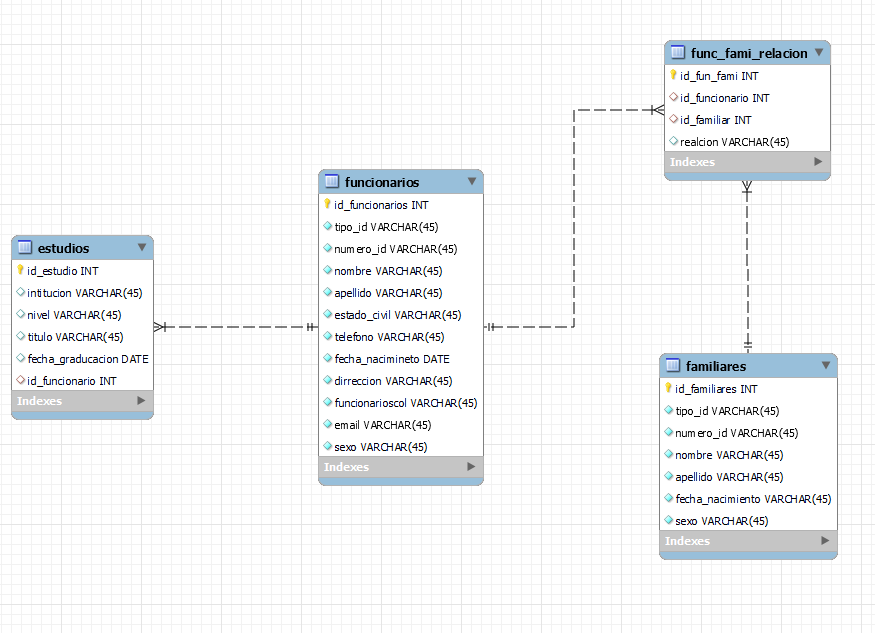 func_fami_relacion
id_fun_fami INT
id_funcionario INT
id_familiar INT
realcion VARCHAR(45)
Indexes
funcionarios
id_funcionarios INT
tipo_id VARCHAR(45)
numero_id VARCHAR(45)
nombre VARCHAR(45)
apellido VARCHAR(45)
estado_civil VARCHAR(45)
telefono VARCHAR(45)
fecha_nacimineto DATE
dirreccion VARCHAR(45)
funcionarioscol VARCHAR(45)
email VARCHAR(45)
sexo VARCHAR(45)
Indexes
estudios
id_estudio INT
intitucion VARCHAR(45)
nivel VARCHAR(45)
titulo VARCHAR(45)
fecha_graducacion DATE
id_funcionario INT
Indexes
familiares
id_familiares INT
tipo_id VARCHAR(45)
numero_id VARCHAR(45)
nombre VARCHAR(45)
apellido VARCHAR(45)
fecha_nacimiento VARCHAR(45)
sexo VARCHAR(45)
Indexes